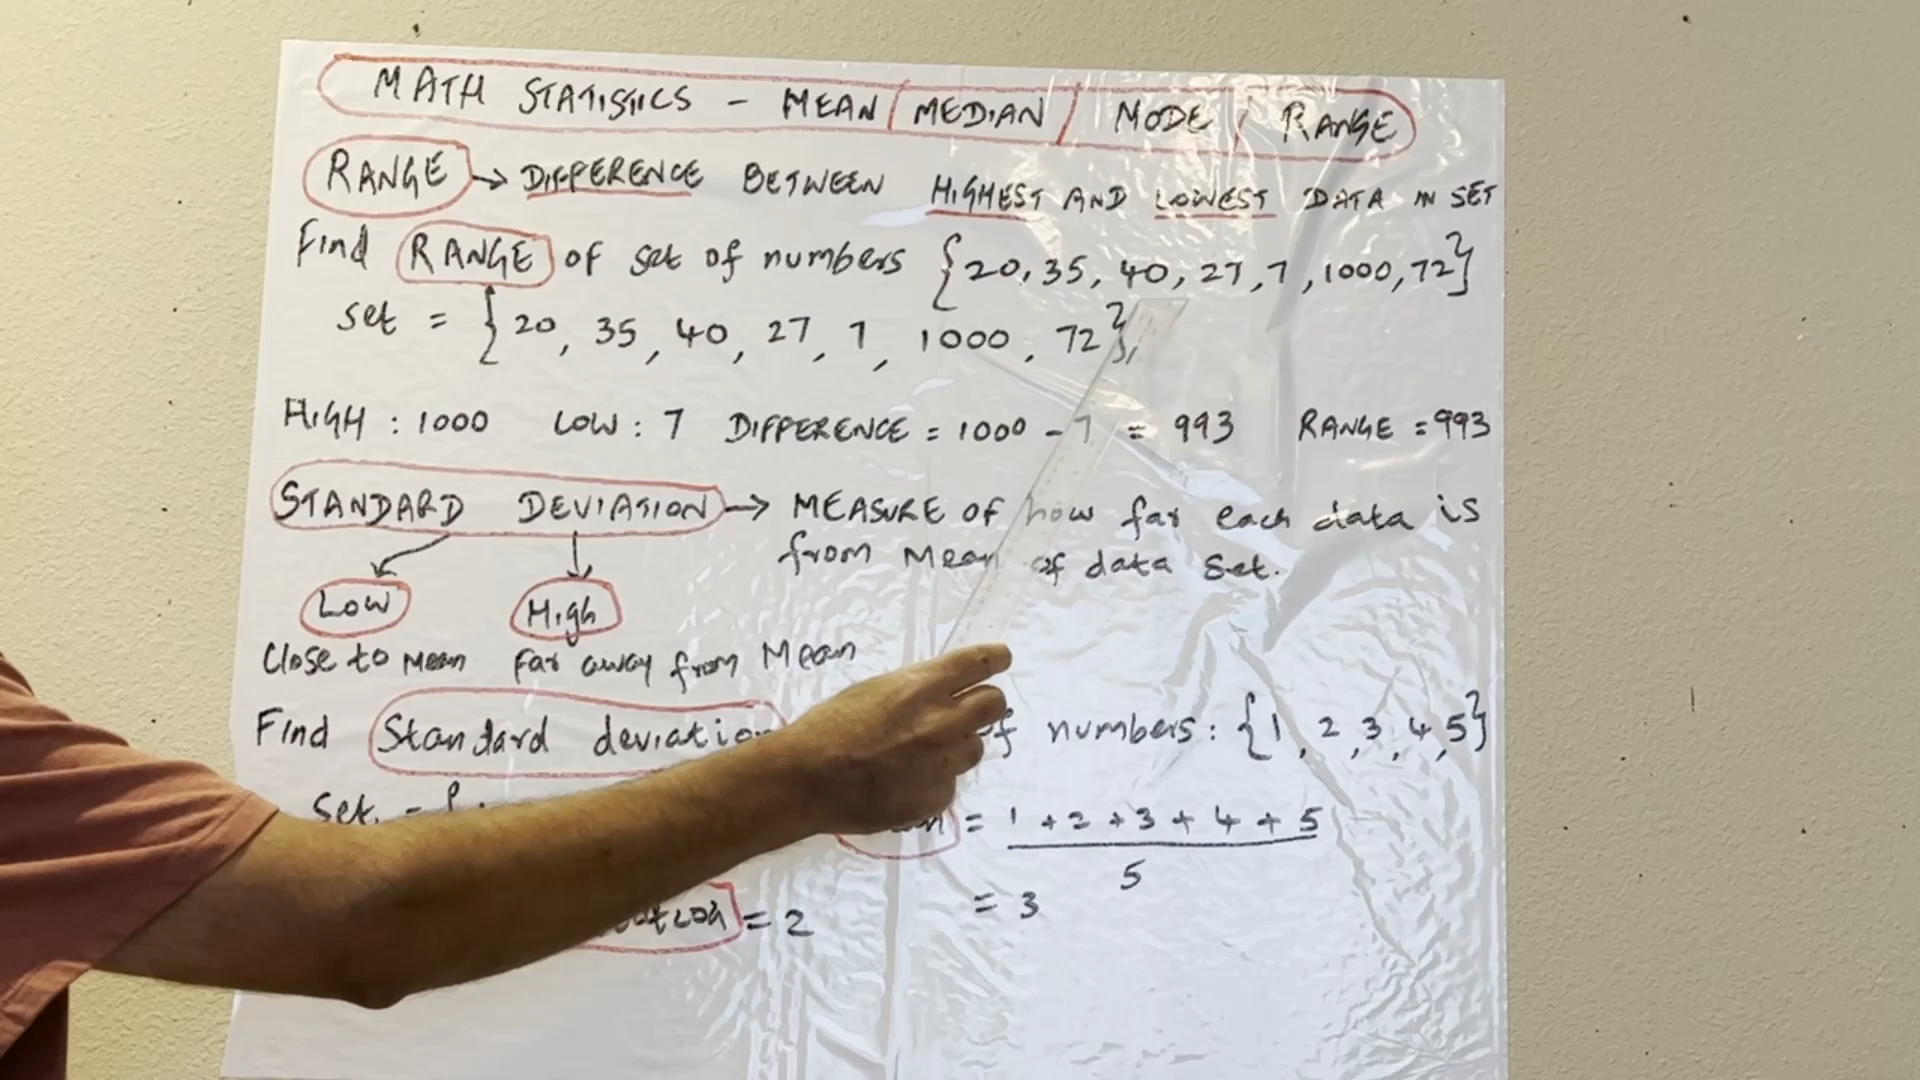 MATH STATISTICS - MEAN / MEDIAN / MODE / RANGE
RANGE → DIFFERENCE BETWEEN HIGHEST AND LOWEST DATA IN SET
Find RANGE of set of numbers {20, 35, 40, 27, 7, 1000, 72}
set = {20, 35, 40, 27, 7, 1000, 72},
HIGH : 1000 LOW : 7 DIFFERENCE = 1000 - 7 = 993 RANGE = 993
STANDARD DEVIATION → MEASURE of how far each data is
from Mean of data set.
Low High
Close to Mean far away from Mean
Find Standard deviation of numbers: {1, 2, 3, 4, 5}
Set = { = 1 + 2 + 3 + 4 + 5
5
= 2 = 3